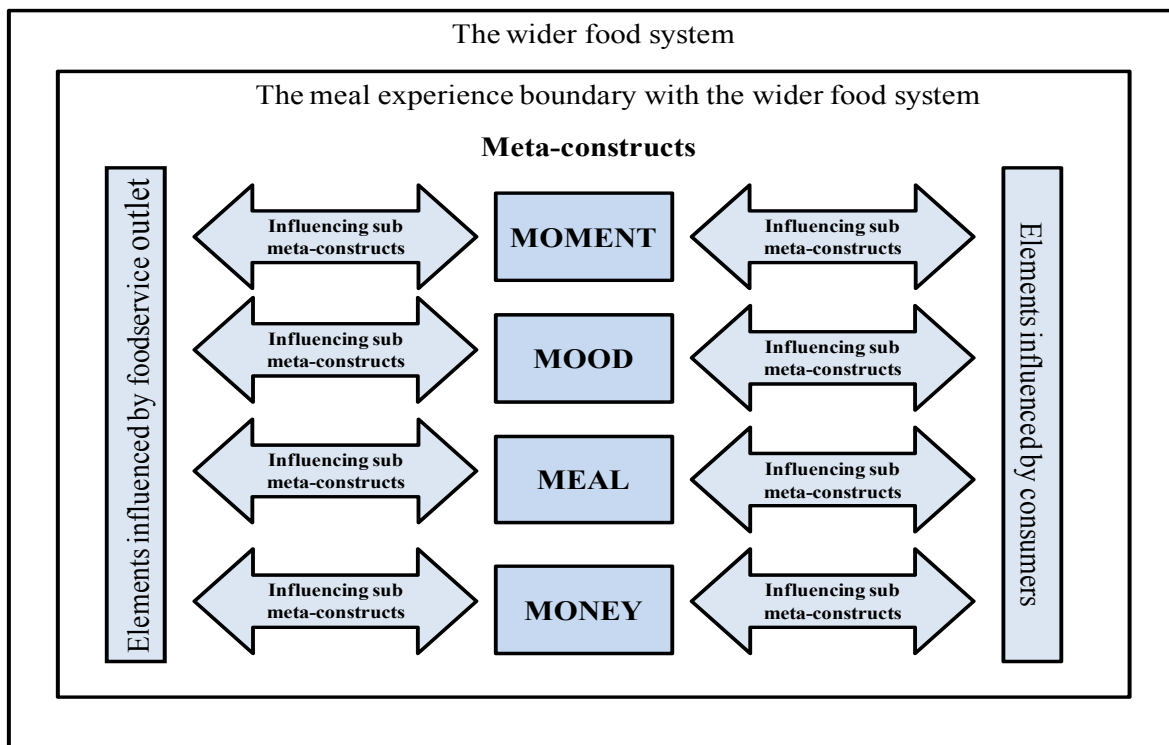 The wider food system
The meal experience boundary with the wider food system
Meta-constructs
Elements influenced by foodservice outlet
Influencing sub
meta-constructs
MOMENT
Influencing sub
meta-constructs
Influencing sub
meta-constructs
MOOD
Influencing sub
meta-constructs
Influencing sub
meta-constructs
MEAL
Influencing sub
meta-constructs
Influencing sub
meta-constructs
MONEY
Influencing sub
meta-constructs
Elements influenced by consumers